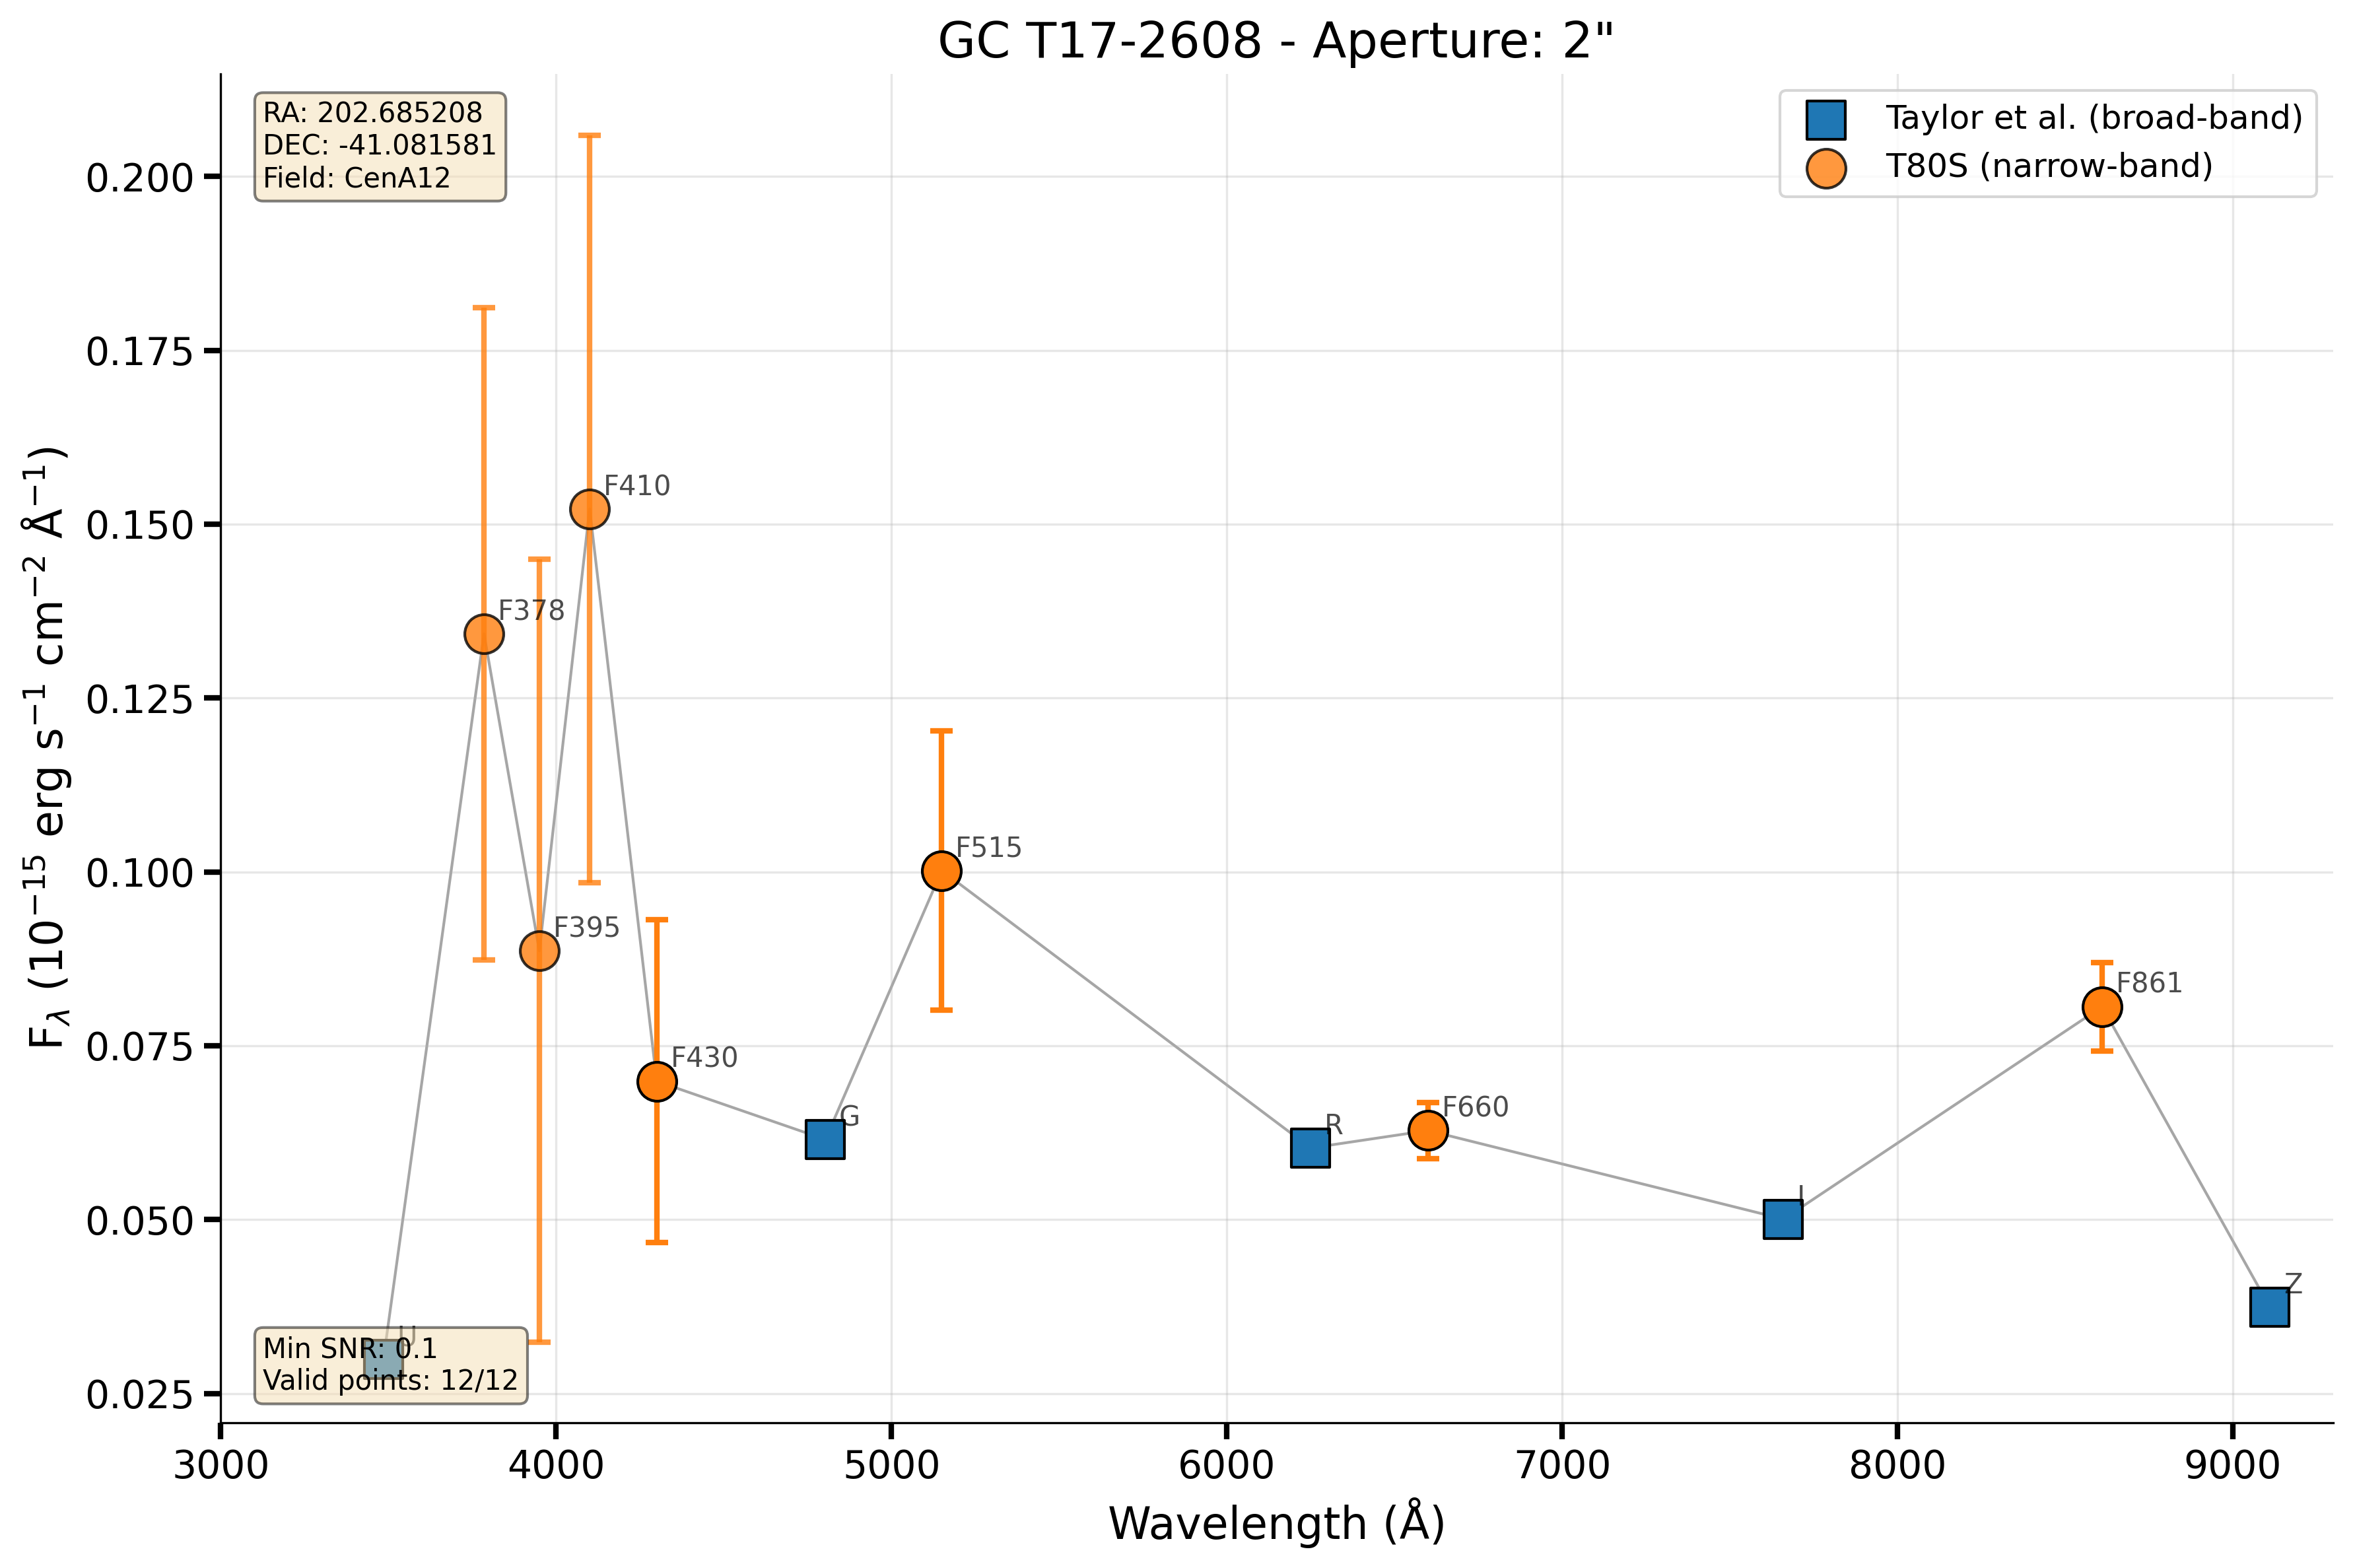 GC T17-2608 - Aperture: 2"
RA: 202.685208
DEC: -41.081581
Field: CenA12
Taylor et al. (broad-band)
T80S (narrow-band)
F_λ (10⁻¹⁵ erg s⁻¹ cm⁻² Å⁻¹)
0.200
0.175
0.150
0.125
0.100
0.075
0.050
0.025
F410
F378
F395
F430
F515
G
R
F660
I
F861
Z
U
Min SNR: 0.1
Valid points: 12/12
3000 4000 5000 6000 7000 8000 9000
Wavelength (Å)